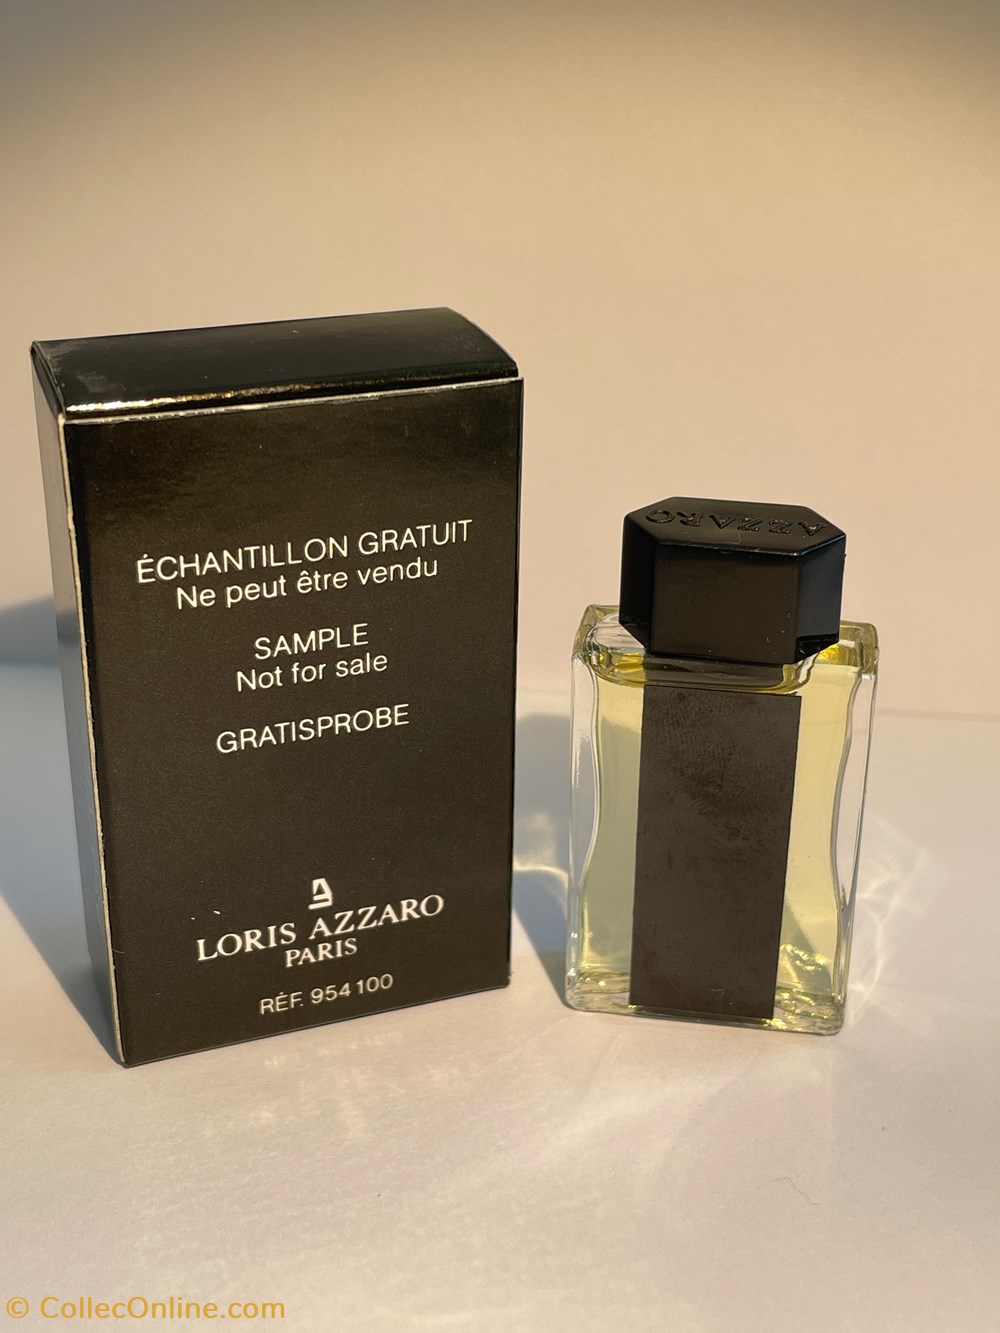 ÉCHANTILLON GRATUIT
Ne peut être vendu
SAMPLE
Not for sale
GRATISPROBE
LORIS AZZARO
PARIS
RÉF. 954 100
AZZARO
© CollecOnline.com